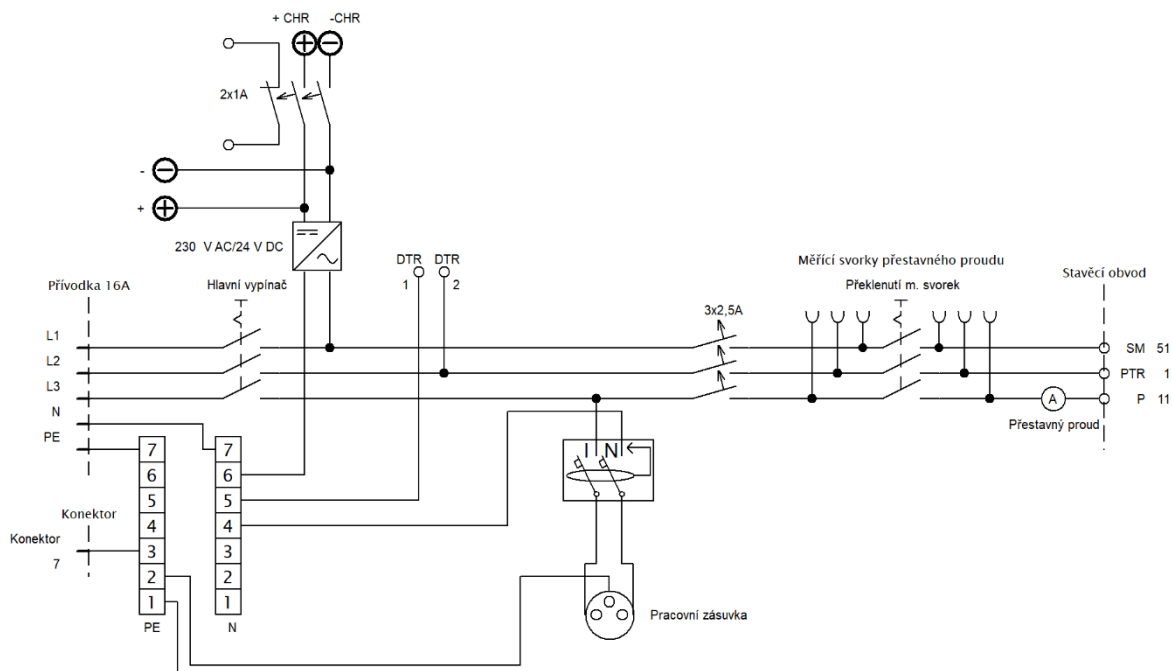 + CHR -CHR
2x1A
-
+
230 V AC/24 V DC
DTR DTR
1 2
Přívodka 16A
Hlavní vypínač
Měřící svorky přestavného proudu
Překlenutí m. svorek
Stavěcí obvod
3x2,5A
L1
L2
L3
N
PE
SM 51
PTR 1
P 11
A
Přestavný proud
I N
7 7
6 6
5 5
4 4
3 3
2 2
1 1
PE N
Konektor
Konektor
7
Pracovní zásuvka